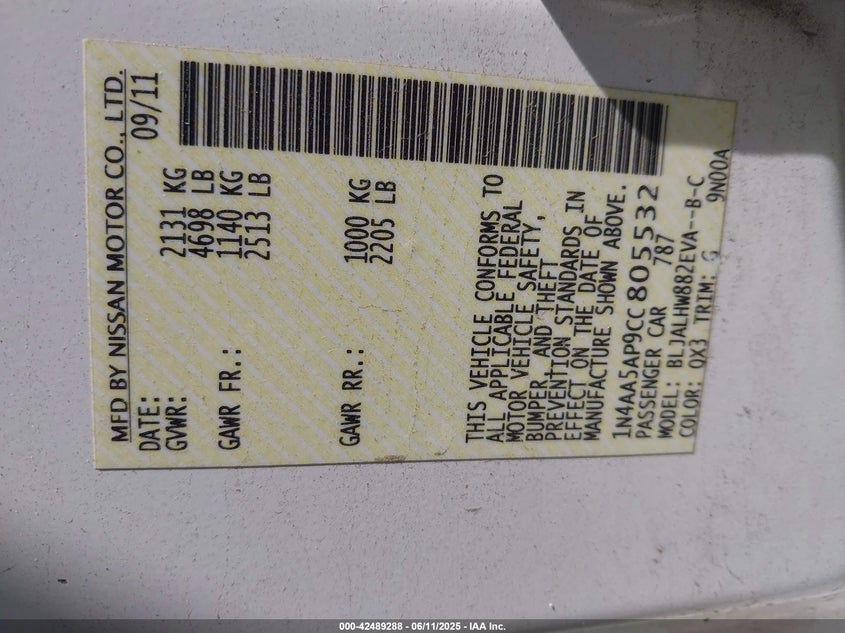 MFD BY NISSAN MOTOR CO., LTD.
DATE: 09/11
GVWR: 2131 KG
4698 LB
GAWR FR.: 1140 KG
2513 LB
GAWR RR.: 1000 KG
2205 LB
THIS VEHICLE CONFORMS TO
ALL APPLICABLE FEDERAL
MOTOR VEHICLE SAFETY,
BUMPER, AND THEFT
PREVENTION STANDARDS IN
EFFECT ON THE DATE OF
MANUFACTURE SHOWN ABOVE.
1N4AA5AP9CC805532
PASSENGER CAR 787
MODEL: BLJALHW882EVA--B-C
COLOR: QX3 TRIM: G 9N00A
000-42489288 - 06/11/2025 - IAA Inc.